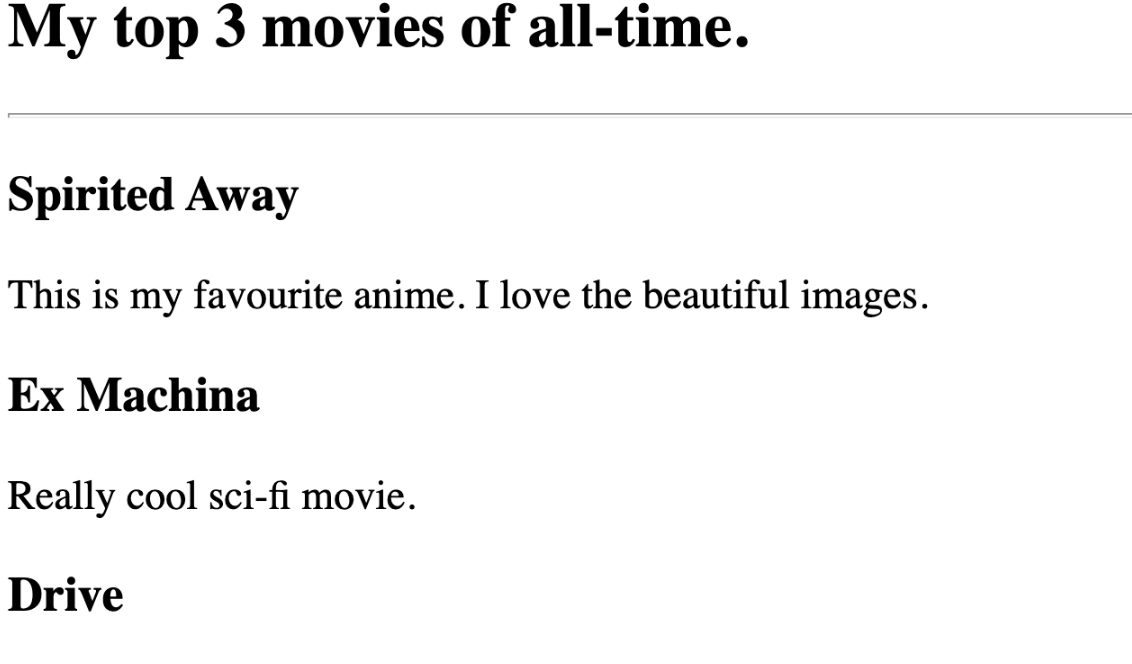 My top 3 movies of all-time.
Spirited Away
This is my favourite anime. I love the beautiful images.
Ex Machina
Really cool sci-fi movie.
Drive